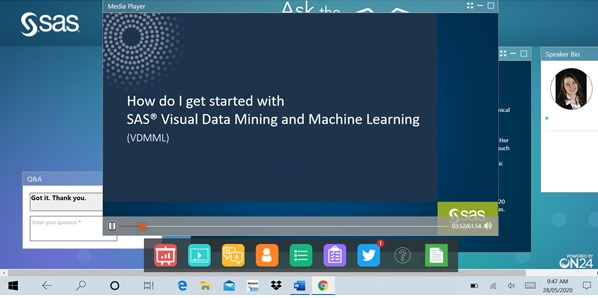 Ask the
Media Player
sas
How do I get started with
SAS® Visual Data Mining and Machine Learning
(VDMML)
Speaker Bio
nical
Her
such
ic
20
as.
Q&A
Got it. Thank you.
Enter your question *
sas
03:52/61:54
POWERED BY
ON24
9:47 AM
28/05/2020